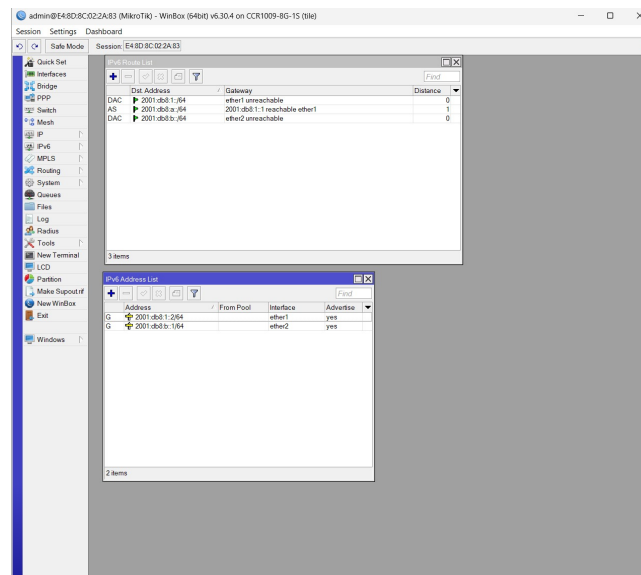 admin@E4:8D:8C:02:2A:83 (MikroTik) - WinBox (64bit) v6.30.4 on CCR1009-8G-1S (tile)
Session Settings Dashboard
Safe Mode Session: E4:8D:8C:02:2A:83
Quick Set
Interfaces
Bridge
PPP
Switch
Mesh
IP
IPv6
MPLS
Routing
System
Queues
Files
Log
Radius
Tools
New Terminal
LCD
Partition
Make Supout.rif
New WinBox
Exit
Windows
IPv6 Route List
Find
Dst. Address / Gateway Distance
DAC 2001:db8:1::/64 ether1 unreachable 0
AS 2001:db8:a::/64 2001:db8:1::1 reachable ether1 1
DAC 2001:db8:b::/64 ether2 unreachable 0
3 items
IPv6 Address List
Find
Address / From Pool Interface Advertise
G 2001:db8:1::2/64 ether1 yes
G 2001:db8:b::1/64 ether2 yes
2 items